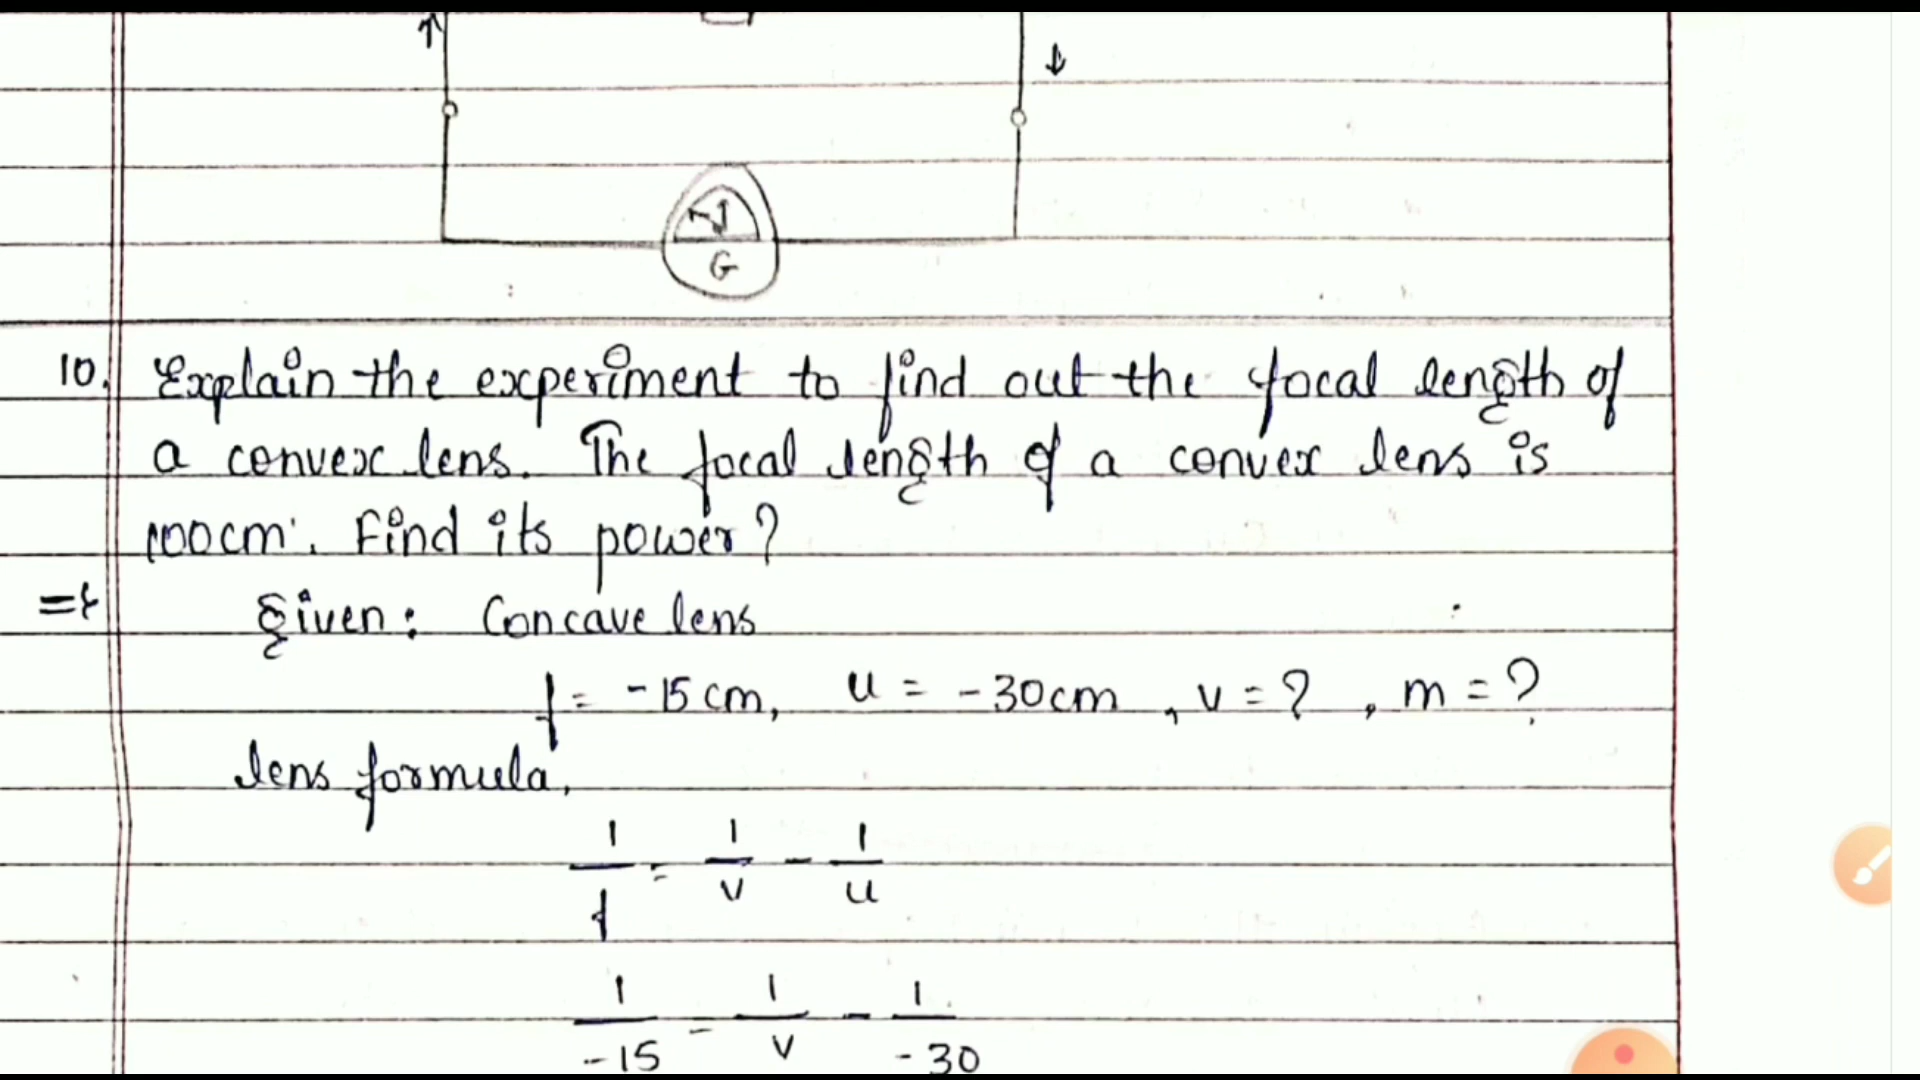 G
10. Explain the experiment to find out the focal length of
a convex lens. The focal length of a convex lens is
100cm. Find its power?
=> Given: Concave lens
f = -15cm, u = -30cm, v = ?, m = ?
lens formula,
1/f = 1/v - 1/u
1/-15 = 1/v - 1/-30